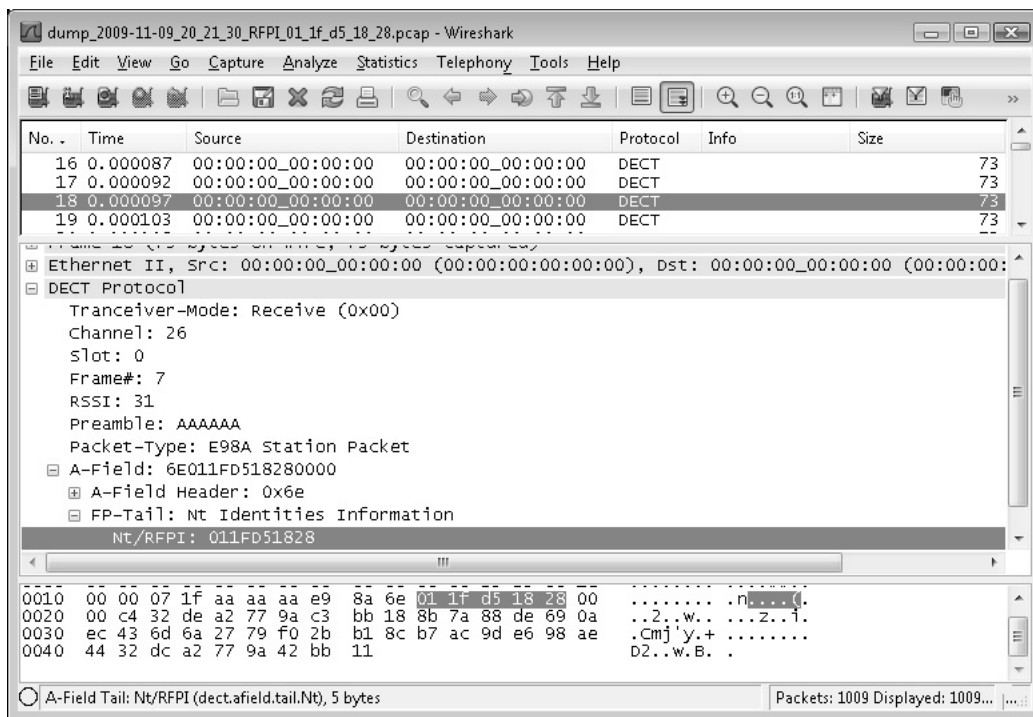 dump_2009-11-09_20_21_30_RFPI_01_1f_d5_18_28.pcap - Wireshark
File Edit View Go Capture Analyze Statistics Telephony Tools Help
No. . Time Source Destination Protocol Info Size
16 0.000087 00:00:00_00:00:00 00:00:00_00:00:00 DECT 73
17 0.000092 00:00:00_00:00:00 00:00:00_00:00:00 DECT 73
18 0.000097 00:00:00_00:00:00 00:00:00_00:00:00 DECT 73
19 0.000103 00:00:00_00:00:00 00:00:00_00:00:00 DECT 73
Ethernet II, Src: 00:00:00_00:00:00 (00:00:00:00:00:00), Dst: 00:00:00_00:00:00 (00:00:00:
DECT Protocol
Tranceiver-Mode: Receive (0x00)
Channel: 26
Slot: 0
Frame#: 7
RSSI: 31
Preamble: AAAAAA
Packet-Type: E98A Station Packet
A-Field: 6E011FD518280000
A-Field Header: 0x6e
FP-Tail: Nt Identities Information
Nt/RFPI: 011FD51828
0010 00 00 07 1f aa aa aa e9 8a 6e 01 1f d5 18 28 00 ........ .n....(.
0020 00 c4 32 de a2 77 9a c3 bb 18 8b 7a 88 de 69 0a ..2..w.. ...z..i.
0030 ec 43 6d 6a 27 79 f0 2b b1 8c b7 ac 9d e6 98 ae .Cmj'y.+ ........
0040 44 32 dc a2 77 9a 42 bb 11 D2..w.B. .
A-Field Tail: Nt/RFPI (dect.afield.tail.Nt), 5 bytes Packets: 1009 Displayed: 1009... ...